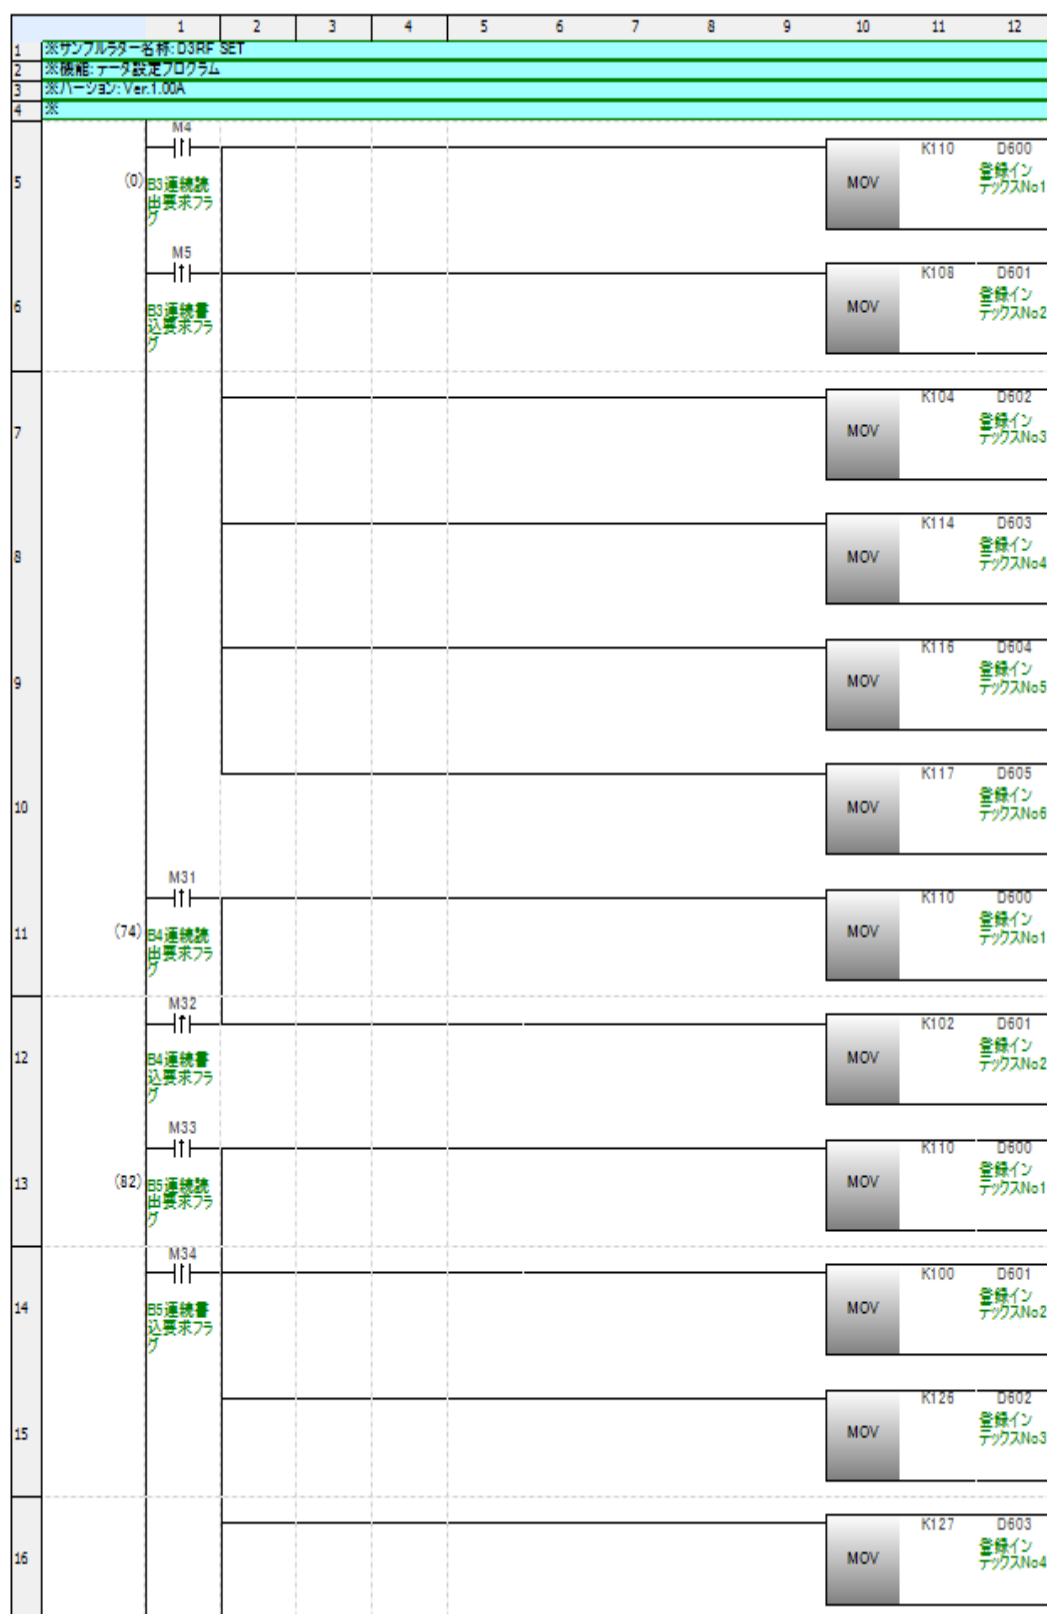 1 2 3 4 5 6 7 8 9 10 11 12
1 ※サンプルラダー名称: D3RF SET
2 ※機能: データ設定プログラム
3 ※バージョン: Ver.1.00A
4 ※
M4
K110 D600
5 (0) B3連続読出要求フラグ MOV 登録インデックスNo1
M5
K108 D601
6 B3連続書込要求フラグ MOV 登録インデックスNo2
K104 D602
7 MOV 登録インデックスNo3
K114 D603
8 MOV 登録インデックスNo4
K116 D604
9 MOV 登録インデックスNo5
K117 D605
10 MOV 登録インデックスNo6
M31
K110 D600
11 (74) B4連続読出要求フラグ MOV 登録インデックスNo1
M32
K102 D601
12 B4連続書込要求フラグ MOV 登録インデックスNo2
M33
K110 D600
13 (82) B5連続読出要求フラグ MOV 登録インデックスNo1
M34
K100 D601
14 B5連続書込要求フラグ MOV 登録インデックスNo2
K126 D602
15 MOV 登録インデックスNo3
K127 D603
16 MOV 登録インデックスNo4